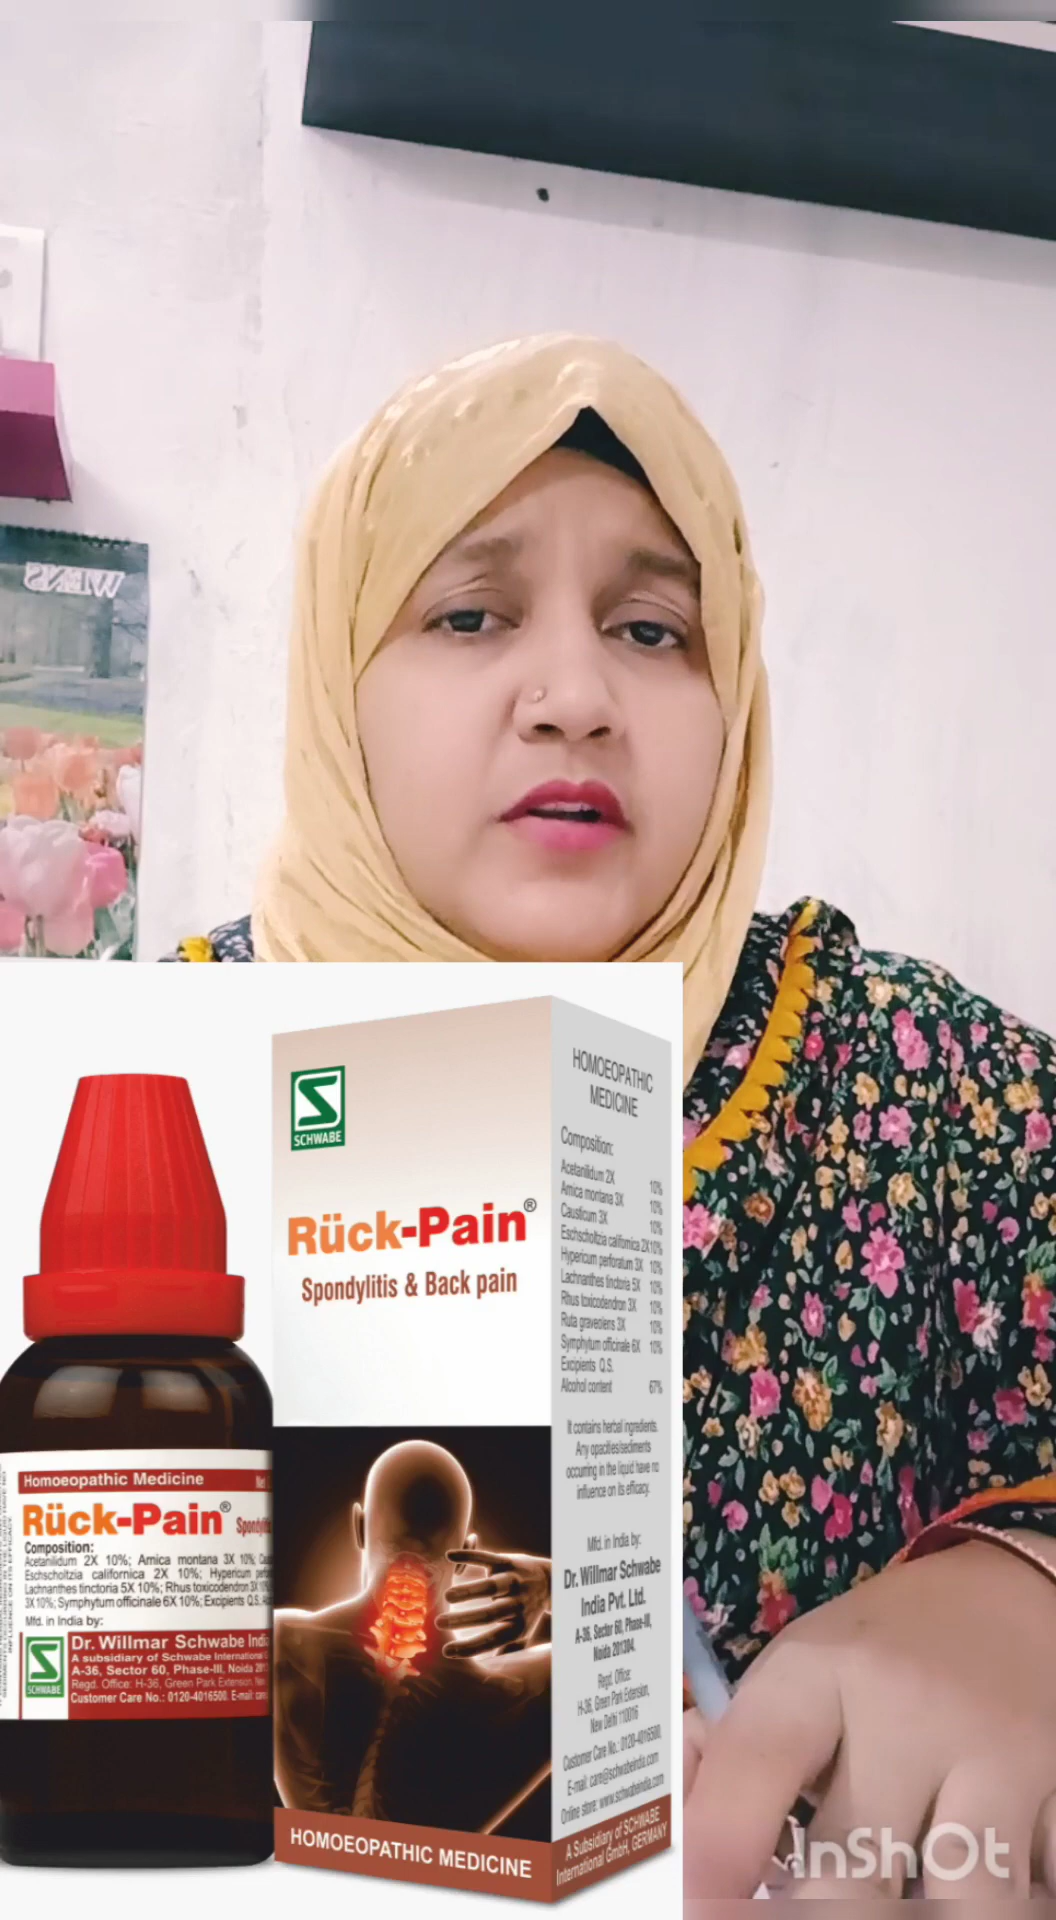 WENS
SCHWABE
Rück-Pain®
Spondylitis & Back pain
HOMOEOPATHIC MEDICINE
HOMOEOPATHIC
MEDICINE
Composition:
Acetanilidum 2X 10%
Arnica montana 3X 10%
Causticum 3X 10%
Eschscholtzia californica 2X 10%
Hypericum perforatum 3X 10%
Lachnanthes tinctoria 5X 10%
Rhus toxicodendron 3X 10%
Ruta graveolens 3X 10%
Symphytum officinale 6X 10%
Excipients Q.S.
Alcohol content 67%
It contains herbal ingredients.
Any opacities/sediments
occurring in the liquid have no
influence on its efficacy.
Mfd. in India by:
Dr. Willmar Schwabe
India Pvt. Ltd.
A-36, Sector 60, Phase-III,
Noida 201304.
Regd. Office:
H-36, Green Park Extension,
New Delhi 110016
Customer Care No.: 0120-4016500,
E-mail: care@schwabeindia.com
Online store: www.schwabeindia.com
A Subsidiary of SCHWABE
International GmbH, GERMANY
Homoeopathic Medicine
Rück-Pain®
Composition:
Acetanilidum 2X 10%; Arnica montana 3X 10%;
Eschscholtzia californica 2X 10%; Hypericum
Lachnanthes tinctoria 5X 10%; Rhus toxicodendron 3X
3X 10%; Symphytum officinale 6X 10%; Excipients Q.S.
Mfd. in India by:
SCHWABE
Dr. Willmar Schwabe
A subsidiary of Schwabe International
A-36, Sector 60, Phase-III, Noida
Regd. Office: H-36, Green Park Extension,
Customer Care No.: 0120-4016500, E-mail:
InShOt